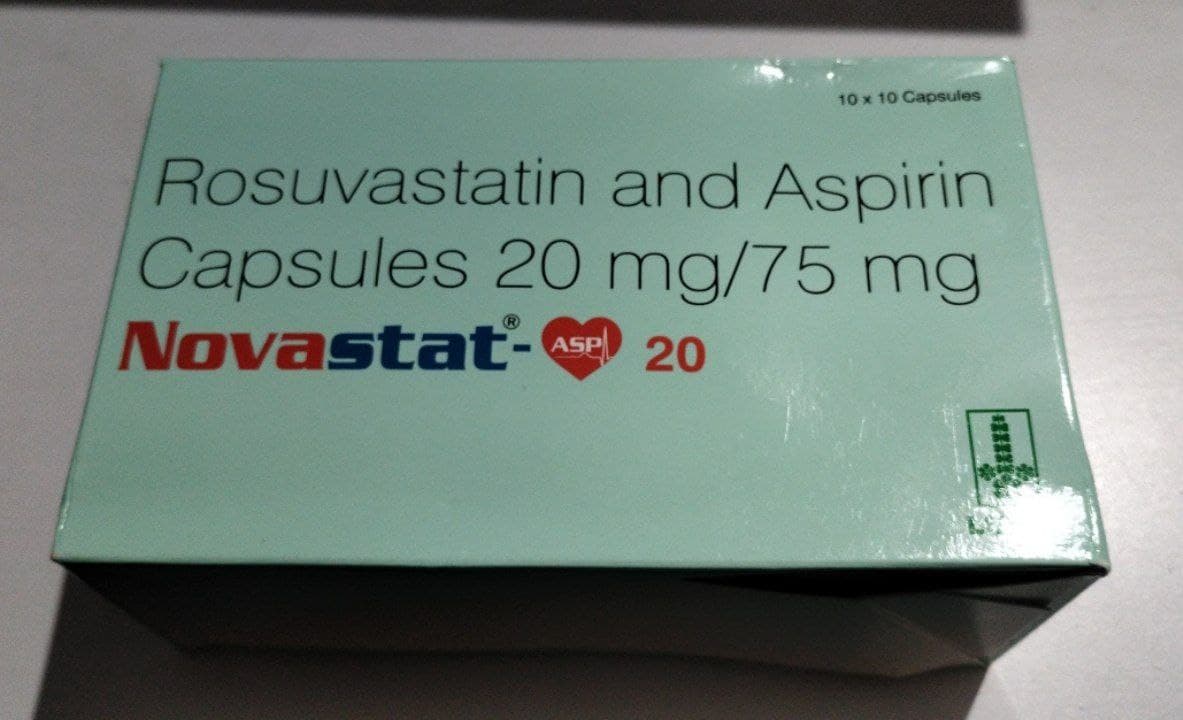 10 x 10 Capsules
Rosuvastatin and Aspirin
Capsules 20 mg/75 mg
Novastat®-ASP 20